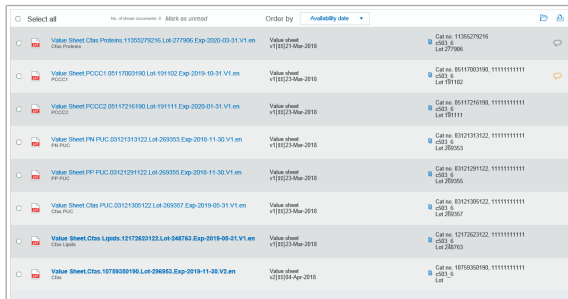 Select all
No. of shown documents: 8 Mark as unread
Order by Availability date
Value Sheet.Cfas Proteins.11355279216.Lot-277906.Exp-2020-03-31.V1.en
Cfas Proteins
Value sheet
v1|‡‡|23-Mar-2018
Cat no. 11355279216
c503_6
Lot 277906
Value Sheet.PCCC1.05117003190.Lot-191102.Exp-2019-10-31.V1.en
PCCC1
Value sheet
v1|‡‡|23-Mar-2018
Cat no. 05117003190, 11111111111
c503_6
Lot 191102
Value Sheet.PCCC2.05117216190.Lot-191111.Exp-2020-01-31.V1.en
PCCC2
Value sheet
v1|‡‡|23-Mar-2018
Cat no. 05117216190, 11111111111
c503_6
Lot 191111
Value Sheet.PN PUC.03121313122.Lot-269353.Exp-2018-11-30.V1.en
PN PUC
Value sheet
v1|‡‡|23-Mar-2018
Cat no. 03121313122, 11111111111
c503_6
Lot 269353
Value Sheet.PP PUC.03121291122.Lot-269355.Exp-2018-11-30.V1.en
PP PUC
Value sheet
v1|‡‡|23-Mar-2018
Cat no. 03121291122, 11111111111
c503_6
Lot 269355
Value Sheet.Cfas PUC.03121305122.Lot-269357.Exp-2019-05-31.V1.en
Cfas PUC
Value sheet
v1|‡‡|23-Mar-2018
Cat no. 03121305122, 11111111111
c503_6
Lot 269357
Value Sheet.Cfas Lipids.12172623122.Lot-248763.Exp-2019-05-31.V1.en
Cfas Lipids
Value sheet
v1|‡‡|23-Mar-2018
Cat no. 12172623122, 11111111111
c503_6
Lot 248763
Value Sheet.Cfas.10759350190.Lot-296953.Exp-2019-11-30.V2.en
Cfas
Value sheet
v2|‡‡|04-Apr-2018
Cat no. 10759350190, 11111111111
c503_6
Lot